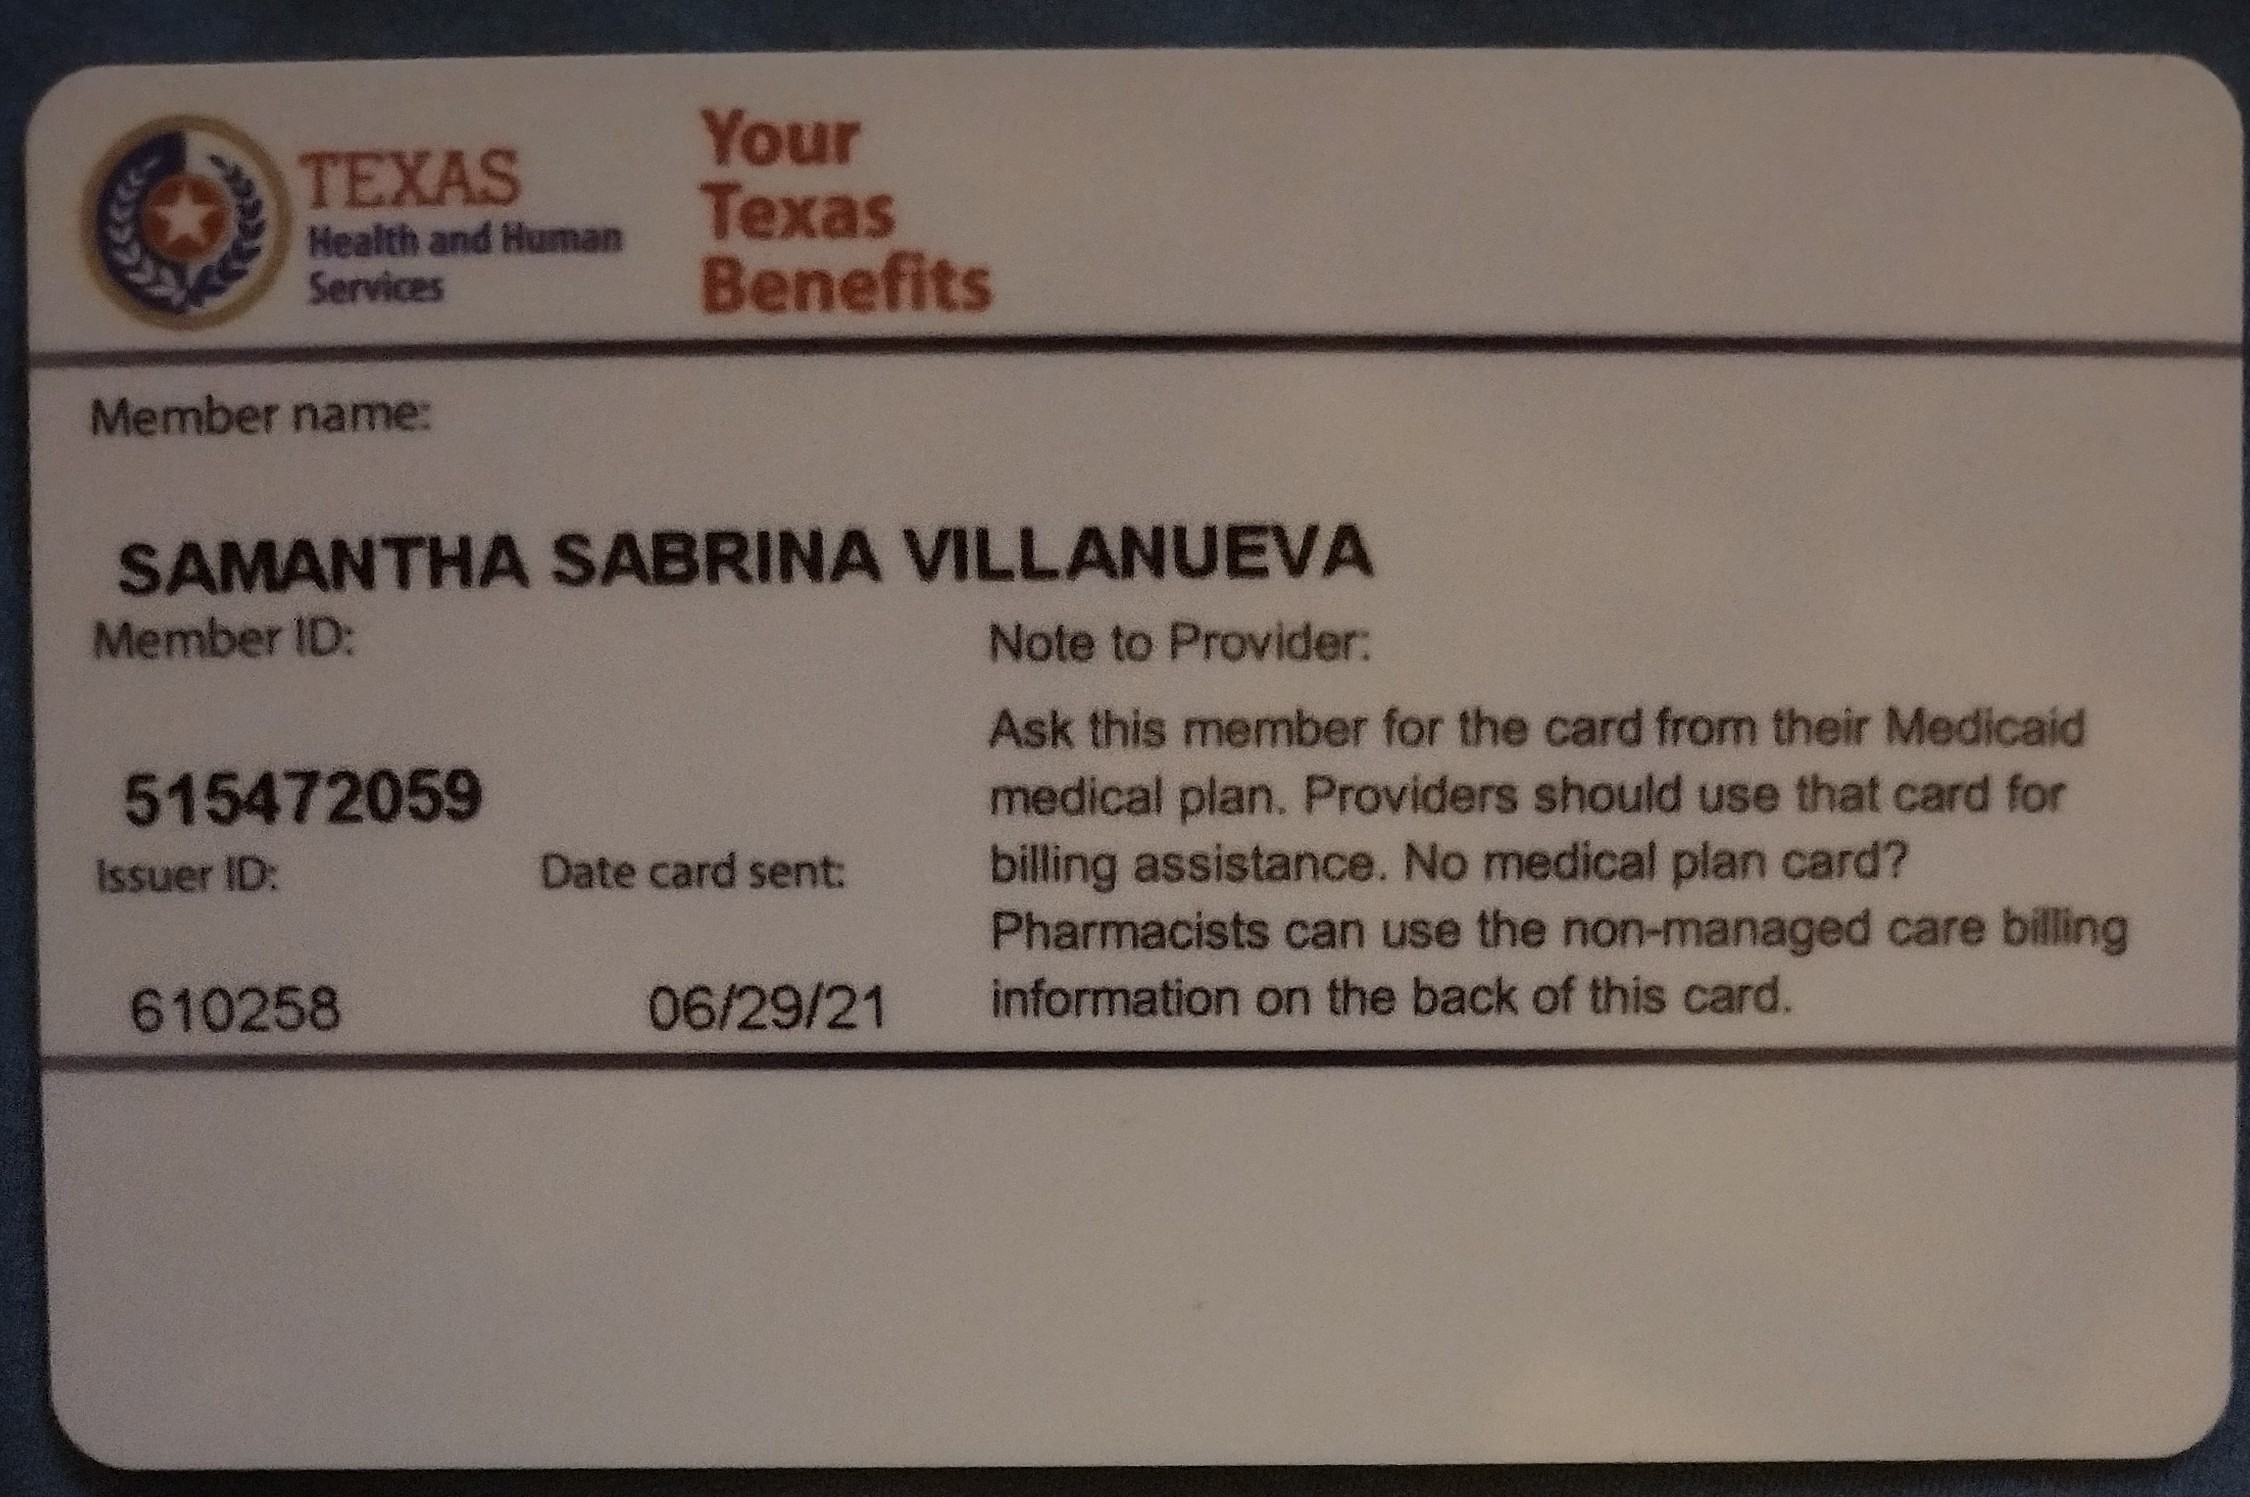 TEXAS
Health and Human
Services
Your
Texas
Benefits
Member name:
SAMANTHA SABRINA VILLANUEVA
Member ID:
515472059
Issuer ID:
610258
Date card sent:
06/29/21
Note to Provider:
Ask this member for the card from their Medicaid
medical plan. Providers should use that card for
billing assistance. No medical plan card?
Pharmacists can use the non-managed care billing
information on the back of this card.